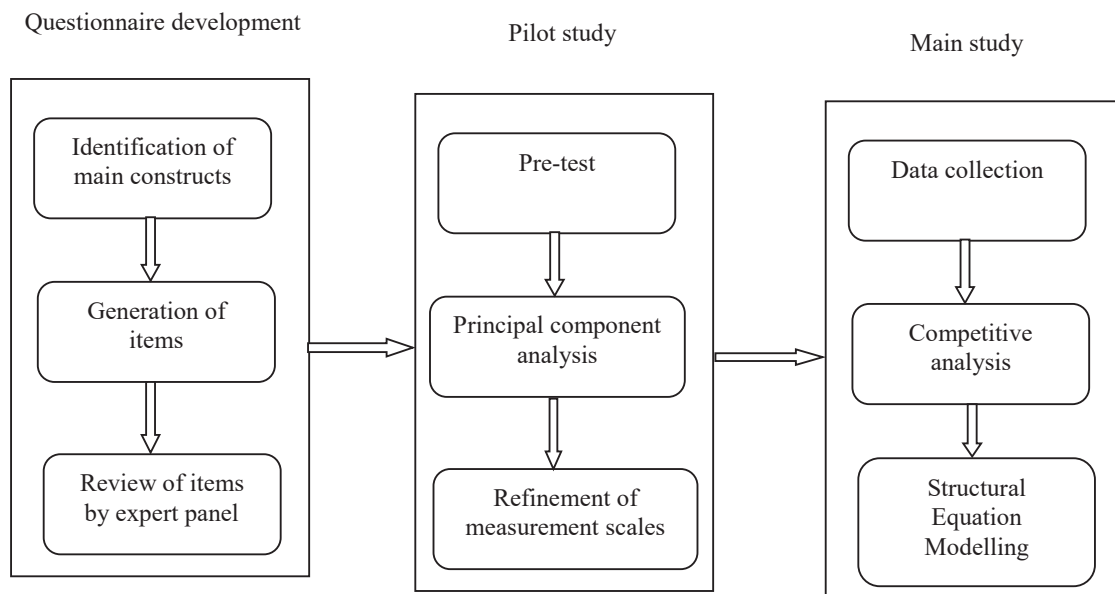 Questionnaire development
Identification of
main constructs
Generation of
items
Review of items
by expert panel
Pilot study
Pre-test
Principal component
analysis
Refinement of
measurement scales
Main study
Data collection
Competitive
analysis
Structural
Equation
Modelling